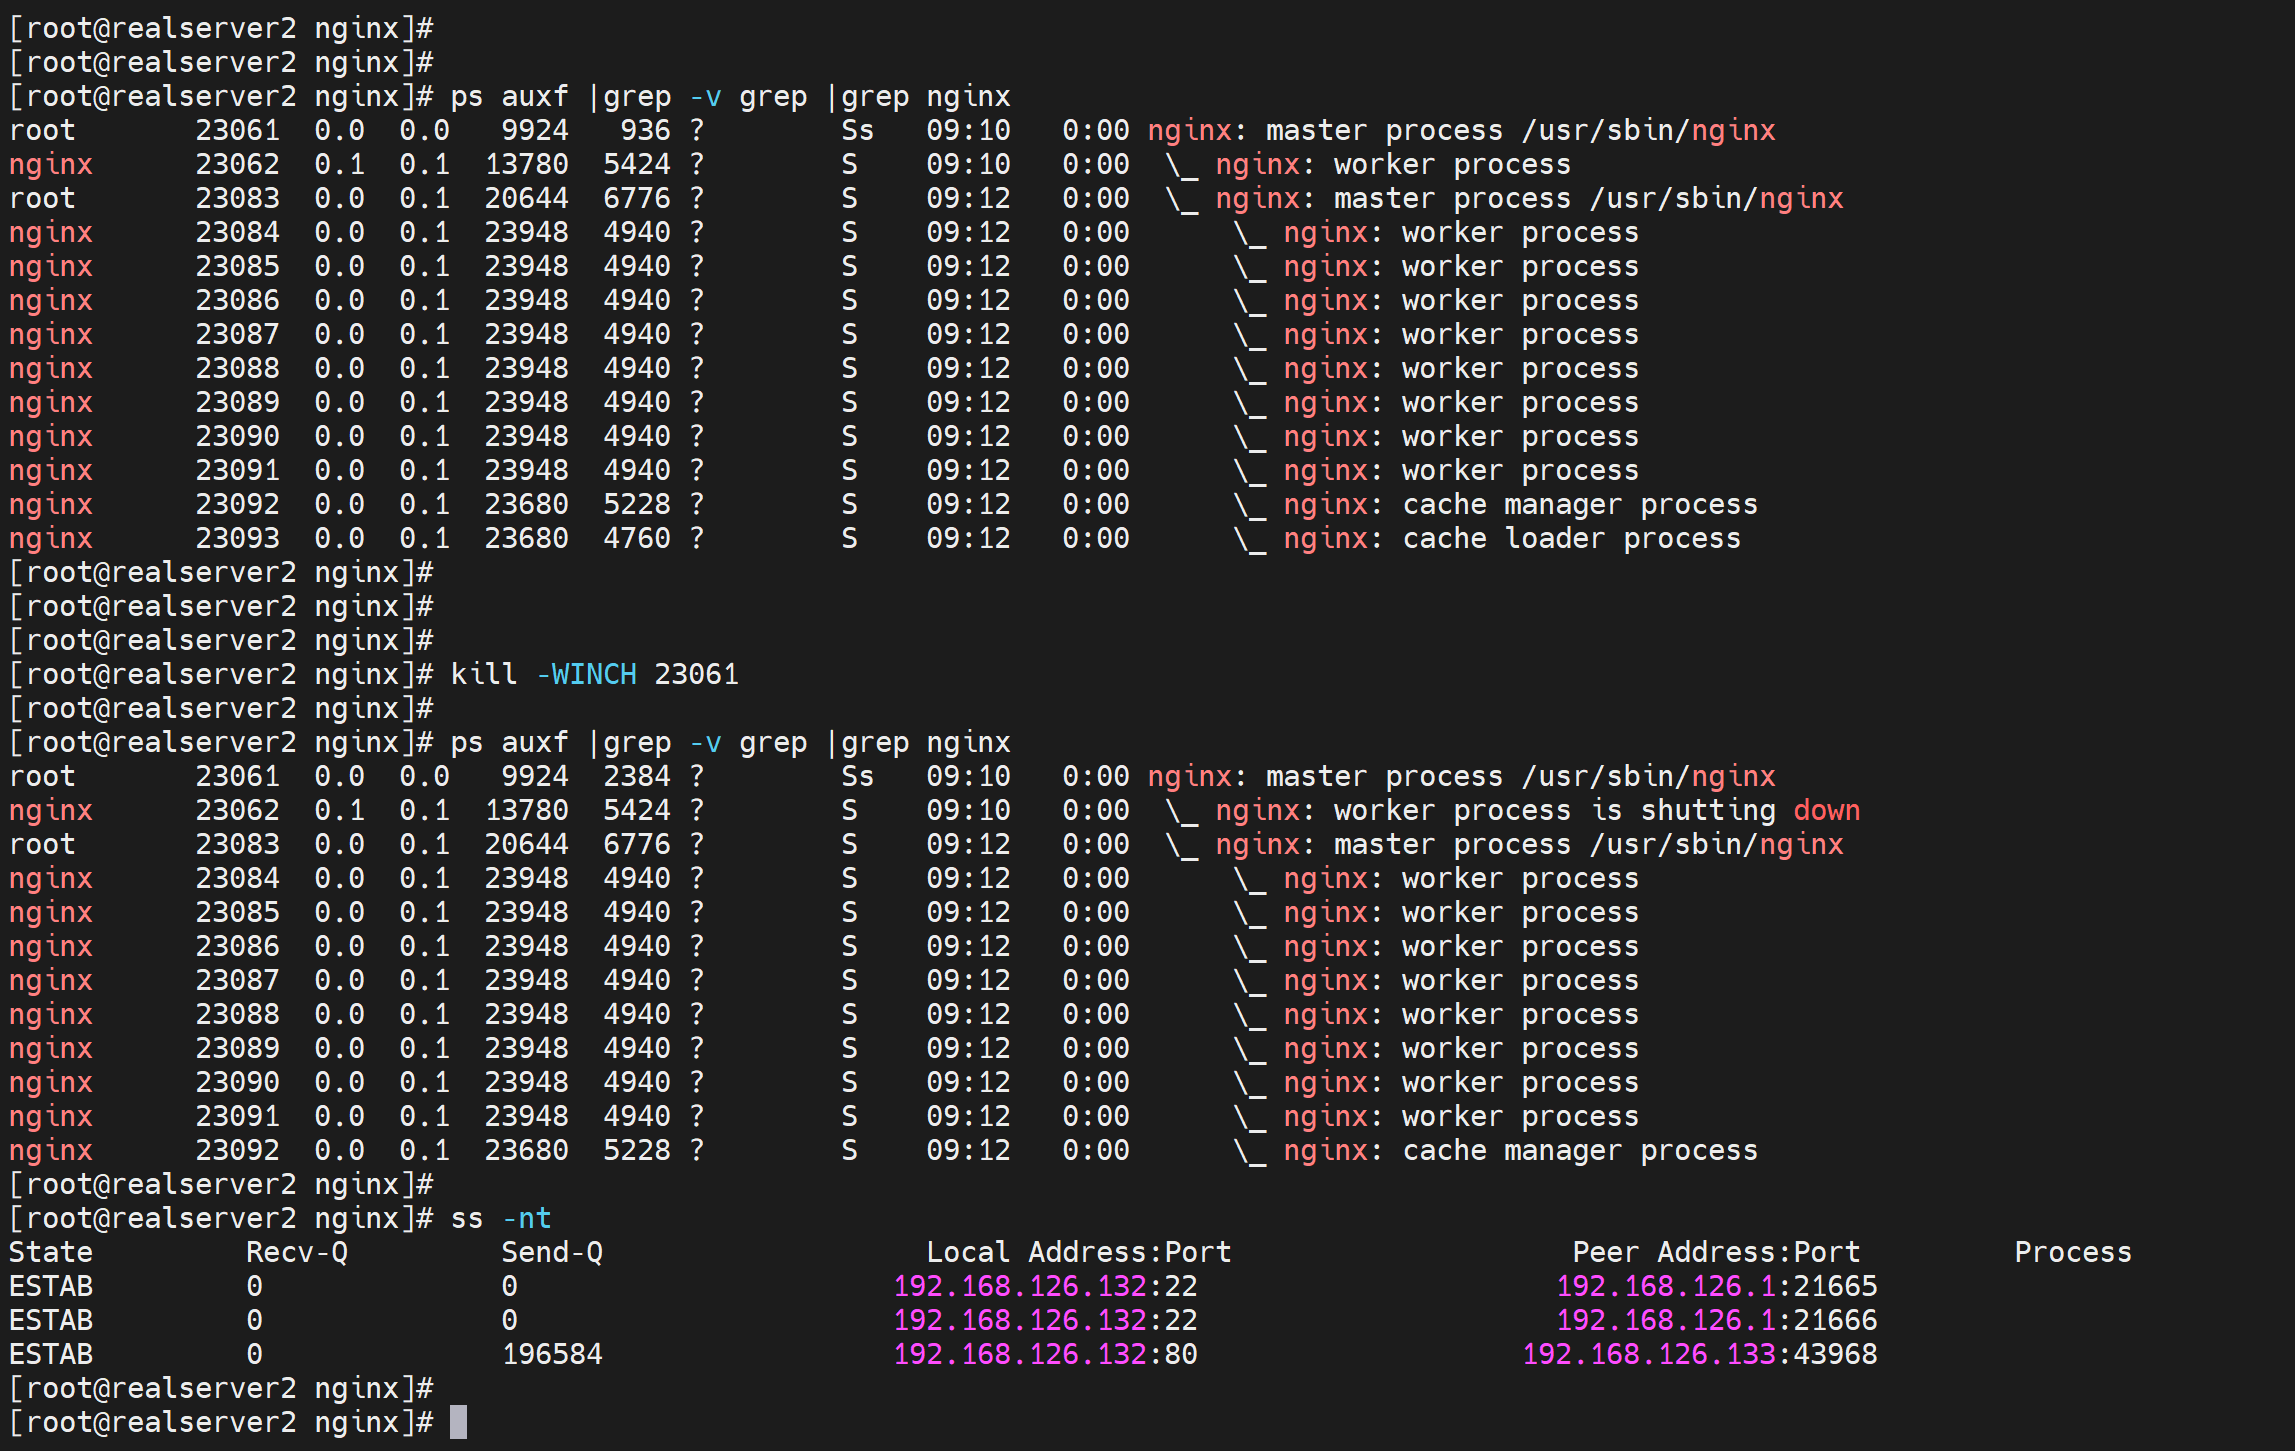 [root@realserver2 nginx]#
[root@realserver2 nginx]#
[root@realserver2 nginx]# ps auxf |grep -v grep |grep nginx
root       23061  0.0  0.0   9924   936 ?        Ss   09:10   0:00 nginx: master process /usr/sbin/nginx
nginx      23062  0.1  0.1  13780  5424 ?        S    09:10   0:00  \_ nginx: worker process
root       23083  0.0  0.1  20644  6776 ?        S    09:12   0:00  \_ nginx: master process /usr/sbin/nginx
nginx      23084  0.0  0.1  23948  4940 ?        S    09:12   0:00      \_ nginx: worker process
nginx      23085  0.0  0.1  23948  4940 ?        S    09:12   0:00      \_ nginx: worker process
nginx      23086  0.0  0.1  23948  4940 ?        S    09:12   0:00      \_ nginx: worker process
nginx      23087  0.0  0.1  23948  4940 ?        S    09:12   0:00      \_ nginx: worker process
nginx      23088  0.0  0.1  23948  4940 ?        S    09:12   0:00      \_ nginx: worker process
nginx      23089  0.0  0.1  23948  4940 ?        S    09:12   0:00      \_ nginx: worker process
nginx      23090  0.0  0.1  23948  4940 ?        S    09:12   0:00      \_ nginx: worker process
nginx      23091  0.0  0.1  23948  4940 ?        S    09:12   0:00      \_ nginx: worker process
nginx      23092  0.0  0.1  23680  5228 ?        S    09:12   0:00      \_ nginx: cache manager process
nginx      23093  0.0  0.1  23680  4760 ?        S    09:12   0:00      \_ nginx: cache loader process
[root@realserver2 nginx]#
[root@realserver2 nginx]#
[root@realserver2 nginx]#
[root@realserver2 nginx]# kill -WINCH 23061
[root@realserver2 nginx]#
[root@realserver2 nginx]# ps auxf |grep -v grep |grep nginx
root       23061  0.0  0.0   9924  2384 ?        Ss   09:10   0:00 nginx: master process /usr/sbin/nginx
nginx      23062  0.1  0.1  13780  5424 ?        S    09:10   0:00  \_ nginx: worker process is shutting down
root       23083  0.0  0.1  20644  6776 ?        S    09:12   0:00  \_ nginx: master process /usr/sbin/nginx
nginx      23084  0.0  0.1  23948  4940 ?        S    09:12   0:00      \_ nginx: worker process
nginx      23085  0.0  0.1  23948  4940 ?        S    09:12   0:00      \_ nginx: worker process
nginx      23086  0.0  0.1  23948  4940 ?        S    09:12   0:00      \_ nginx: worker process
nginx      23087  0.0  0.1  23948  4940 ?        S    09:12   0:00      \_ nginx: worker process
nginx      23088  0.0  0.1  23948  4940 ?        S    09:12   0:00      \_ nginx: worker process
nginx      23089  0.0  0.1  23948  4940 ?        S    09:12   0:00      \_ nginx: worker process
nginx      23090  0.0  0.1  23948  4940 ?        S    09:12   0:00      \_ nginx: worker process
nginx      23091  0.0  0.1  23948  4940 ?        S    09:12   0:00      \_ nginx: worker process
nginx      23092  0.0  0.1  23680  5228 ?        S    09:12   0:00      \_ nginx: cache manager process
[root@realserver2 nginx]#
[root@realserver2 nginx]# ss -nt
State         Recv-Q         Send-Q                   Local Address:Port                    Peer Address:Port         Process
ESTAB         0              0                      192.168.126.132:22                     192.168.126.1:21665
ESTAB         0              0                      192.168.126.132:22                     192.168.126.1:21666
ESTAB         0              196584                 192.168.126.132:80                   192.168.126.133:43968
[root@realserver2 nginx]#
[root@realserver2 nginx]#